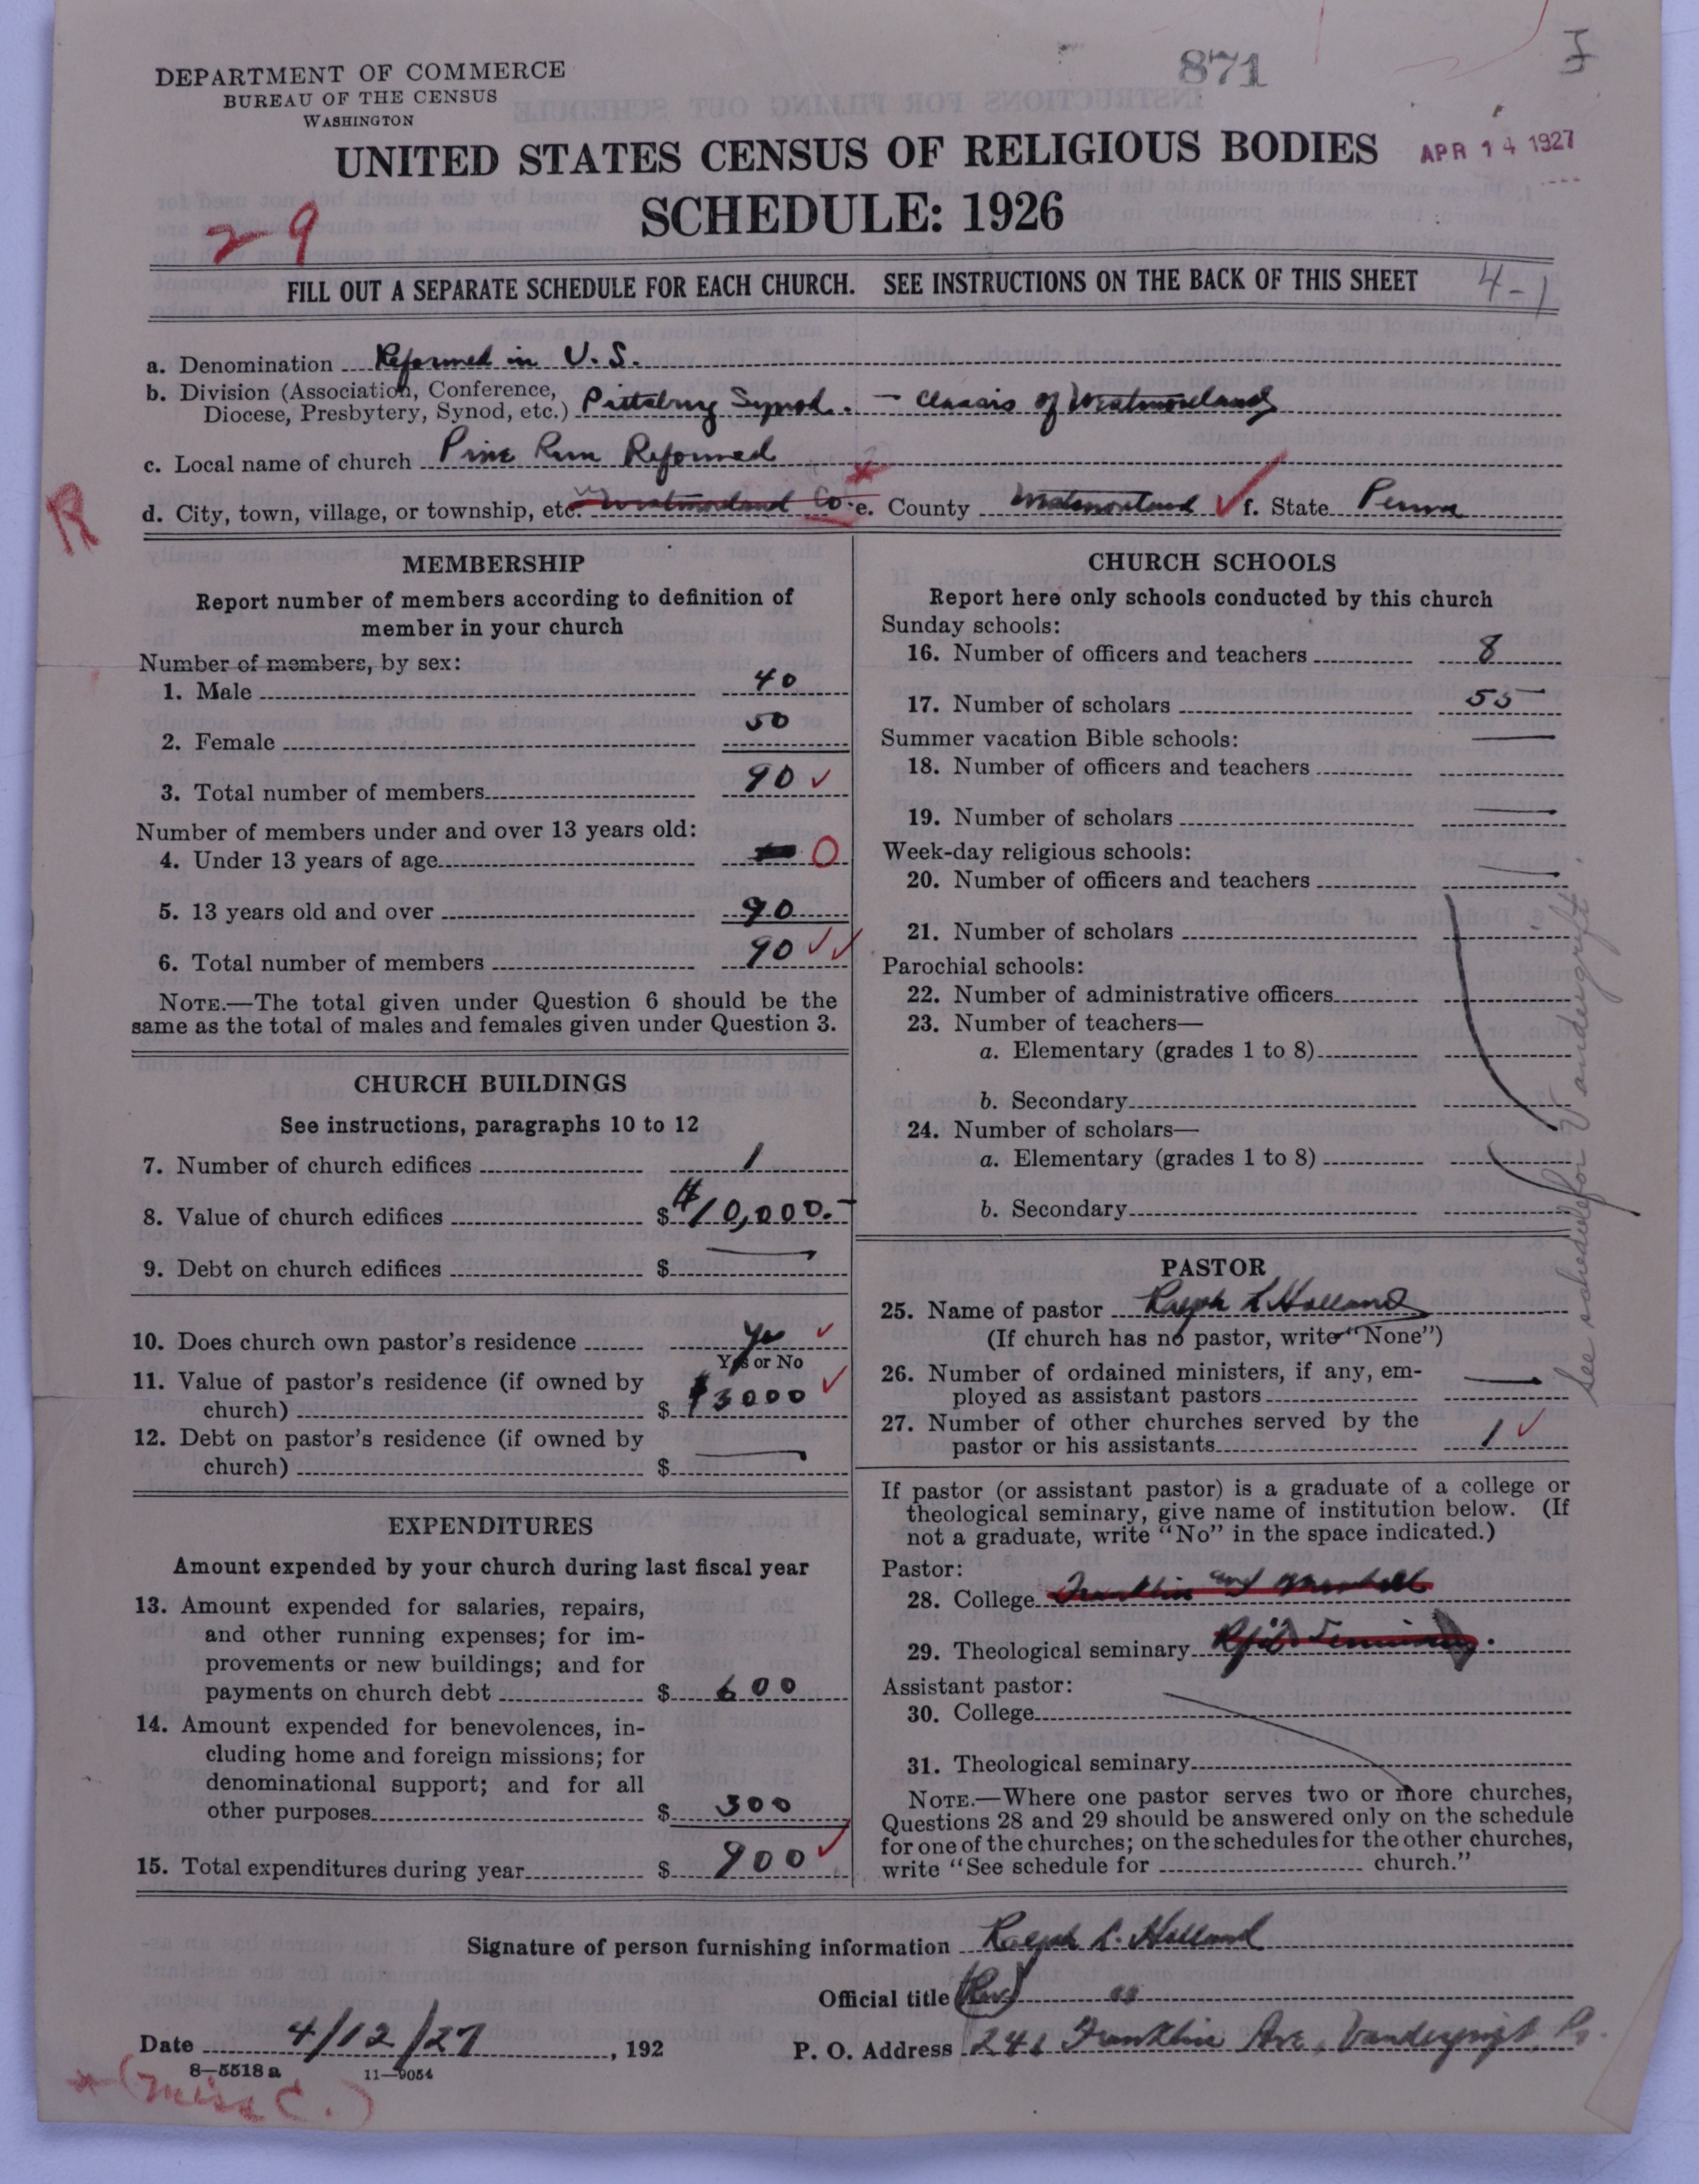 871
DEPARTMENT OF COMMERCE
BUREAU OF THE CENSUS
WASHINGTON
UNITED STATES CENSUS OF RELIGIOUS BODIES
APR 14 1927
SCHEDULE: 1926
29
FILL OUT A SEPARATE SCHEDULE FOR EACH CHURCH. SEE INSTRUCTIONS ON THE BACK OF THIS SHEET 4-1
a. Denomination Reformed in U.S.
b. Division (Association, Conference,
Diocese, Presbytery, Synod, etc.) Pittsburg Synod. - Classis of Westmoreland
c. Local name of church Pine Run Reformed
R
d. City, town, village, or township, etc. Westmoreland Co. e. County Westmoreland f. State Penna
MEMBERSHIP
Report number of members according to definition of
member in your church
Number of members, by sex:
1. Male 40
2. Female 50
3. Total number of members 90
Number of members under and over 13 years old:
4. Under 13 years of age 0
5. 13 years old and over 90
6. Total number of members 90
NOTE.—The total given under Question 6 should be the
same as the total of males and females given under Question 3.
CHURCH BUILDINGS
See instructions, paragraphs 10 to 12
7. Number of church edifices 1
8. Value of church edifices $ $10,000.-
9. Debt on church edifices $ —
10. Does church own pastor's residence Yes
Yes or No
11. Value of pastor's residence (if owned by
church) $ $3000
12. Debt on pastor's residence (if owned by
church) $ —
EXPENDITURES
Amount expended by your church during last fiscal year
13. Amount expended for salaries, repairs,
and other running expenses; for im-
provements or new buildings; and for
payments on church debt $ 600
14. Amount expended for benevolences, in-
cluding home and foreign missions; for
denominational support; and for all
other purposes $ 300
15. Total expenditures during year $ 900
CHURCH SCHOOLS
Report here only schools conducted by this church
Sunday schools:
16. Number of officers and teachers 8
17. Number of scholars 55
Summer vacation Bible schools:
18. Number of officers and teachers —
19. Number of scholars —
Week-day religious schools:
20. Number of officers and teachers —
21. Number of scholars
Parochial schools:
22. Number of administrative officers
23. Number of teachers—
a. Elementary (grades 1 to 8)
b. Secondary
24. Number of scholars—
a. Elementary (grades 1 to 8)
b. Secondary
See schedule for Vandergrift
PASTOR
25. Name of pastor Ralph L Holland
(If church has no pastor, write "None")
26. Number of ordained ministers, if any, em-
ployed as assistant pastors —
27. Number of other churches served by the
pastor or his assistants 1
If pastor (or assistant pastor) is a graduate of a college or
theological seminary, give name of institution below. (If
not a graduate, write "No" in the space indicated.)
Pastor:
28. College Franklin and Marshall
29. Theological seminary Ref'd Seminary.
Assistant pastor:
30. College
31. Theological seminary
NOTE.—Where one pastor serves two or more churches,
Questions 28 and 29 should be answered only on the schedule
for one of the churches; on the schedules for the other churches,
write "See schedule for church."
Signature of person furnishing information Ralph L. Holland
Official title (Rev)
Date 4/12/27, 192
P. O. Address 241 Franklin Ave, Vandergrift Pa.
8—5518 a 11—9054
* (Miss C.)